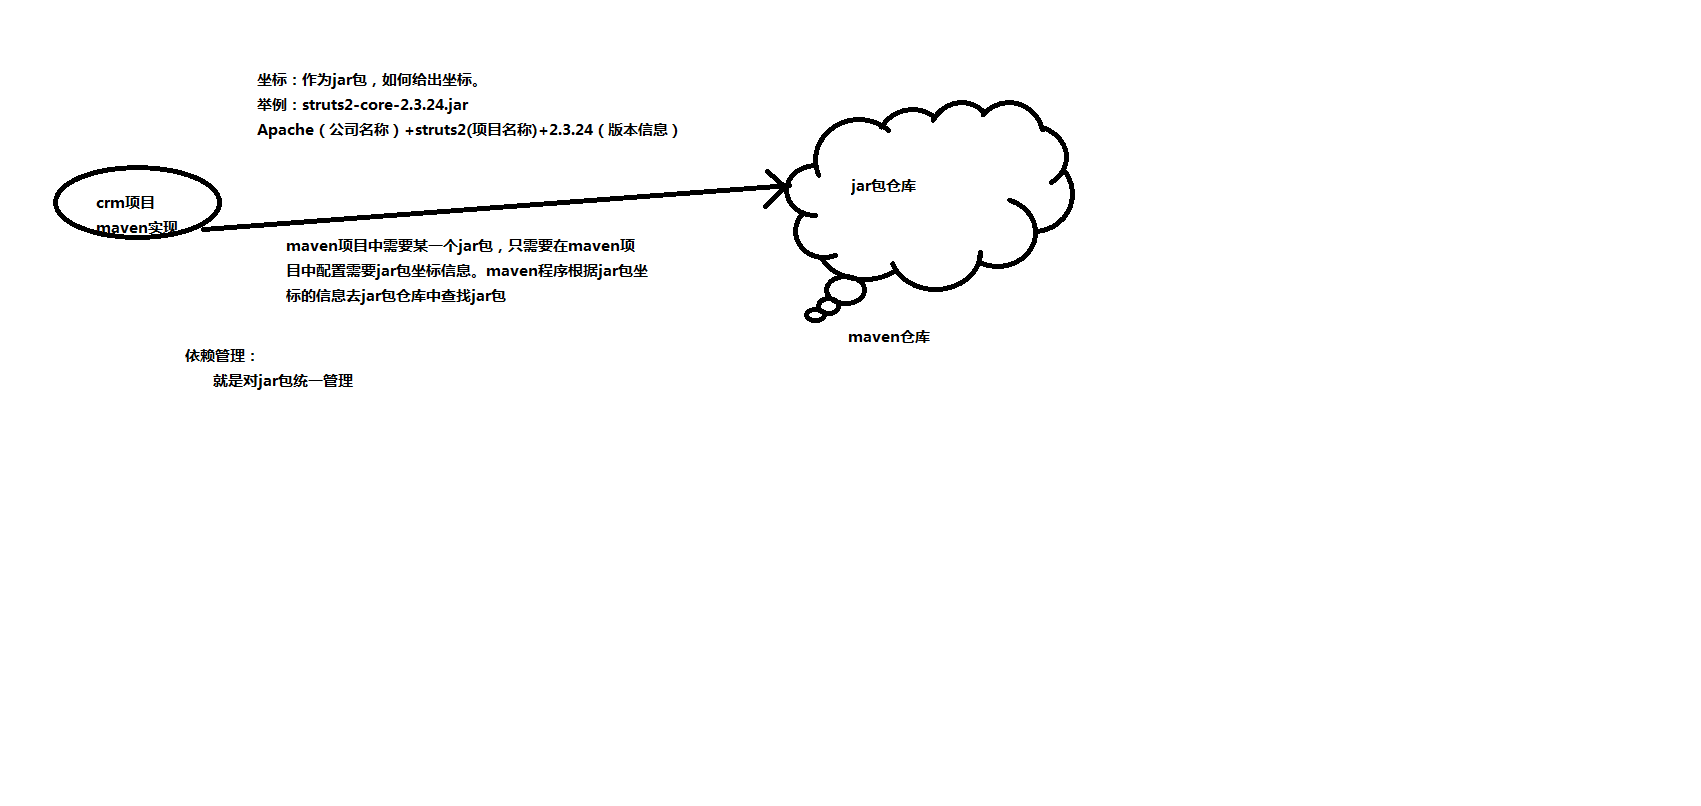 坐标：作为jar包，如何给出坐标。
举例：struts2-core-2.3.24.jar
Apache（公司名称）+struts2(项目名称)+2.3.24（版本信息）
crm项目
maven实现
jar包仓库
maven项目中需要某一个jar包，只需要在maven项
目中配置需要jar包坐标信息。maven程序根据jar包坐
标的信息去jar包仓库中查找jar包
maven仓库
依赖管理：
就是对jar包统一管理